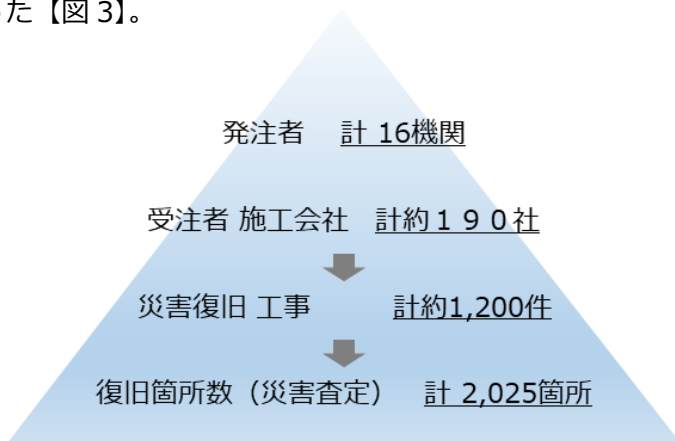 った【図3】。
発注者 計 16機関
受注者 施工会社 計約１９０社
災害復旧 工事 計約1,200件
復旧箇所数（災害査定） 計 2,025箇所